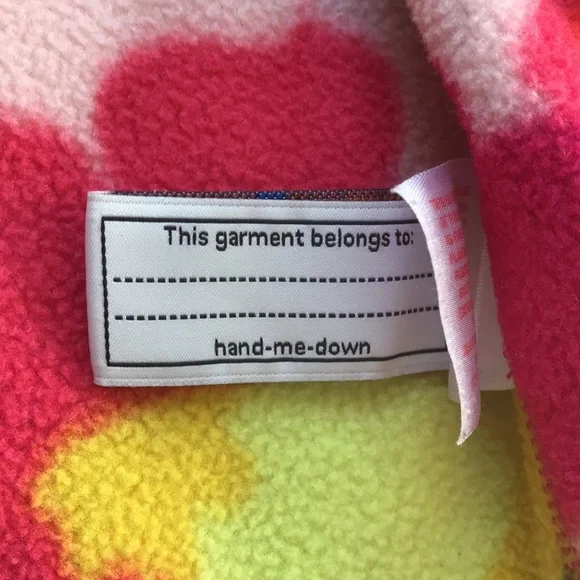 This garment belongs to:
hand-me-down